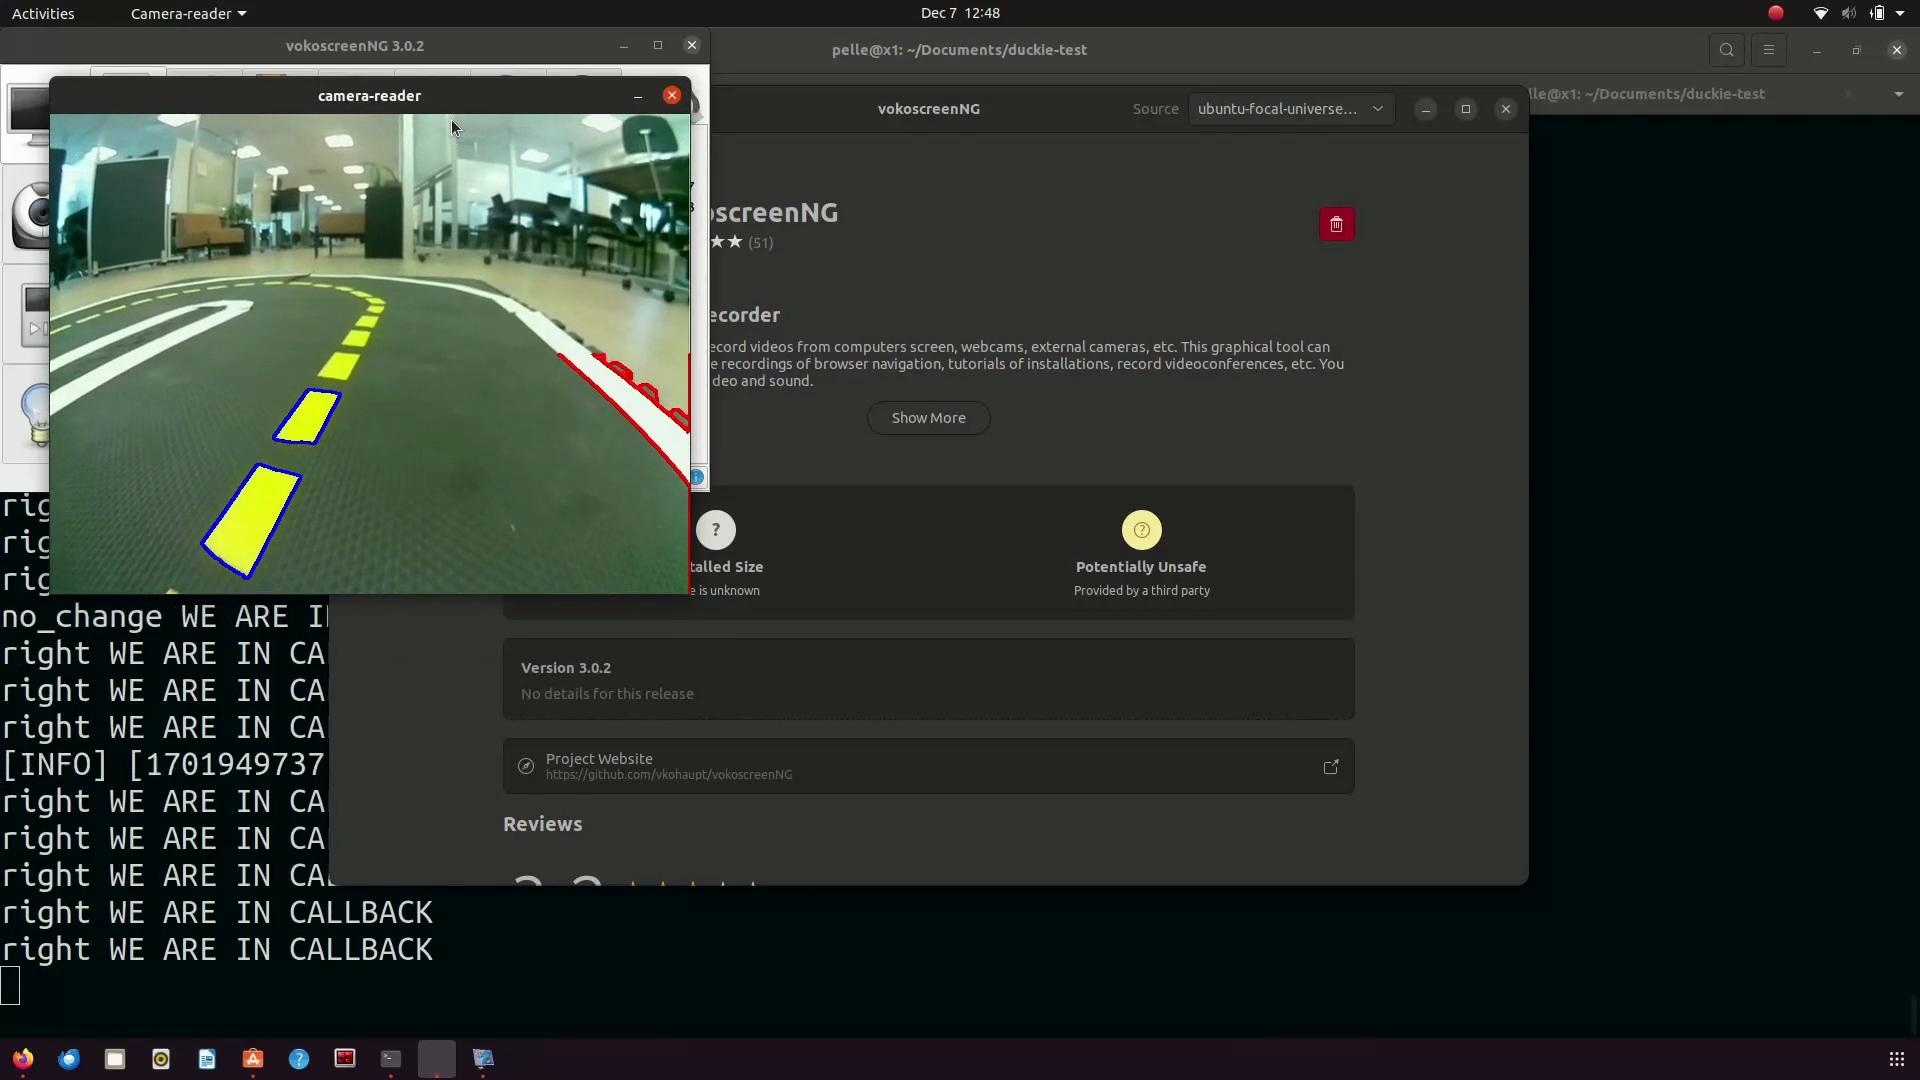 Activities
Camera-reader
Dec 7 12:48
vokoscreenNG 3.0.2
pelle@x1: ~/Documents/duckie-test
camera-reader
vokoscreenNG
Source
ubuntu-focal-universe…
lle@x1: ~/Documents/duckie-test
oscreenNG
(51)
ecorder
ecord videos from computers screen, webcams, external cameras, etc. This graphical tool can
e recordings of browser navigation, tutorials of installations, record videoconferences, etc. You
deo and sound.
Show More
talled Size
e is unknown
Potentially Unsafe
Provided by a third party
Version 3.0.2
No details for this release
Project Website
https://github.com/vkohaupt/vokoscreenNG
Reviews
rig
rig
rig
no_change WE ARE I
right WE ARE IN CA
right WE ARE IN CA
right WE ARE IN CA
[INFO] [1701949737
right WE ARE IN CA
right WE ARE IN CA
right WE ARE IN CA
right WE ARE IN CALLBACK
right WE ARE IN CALLBACK